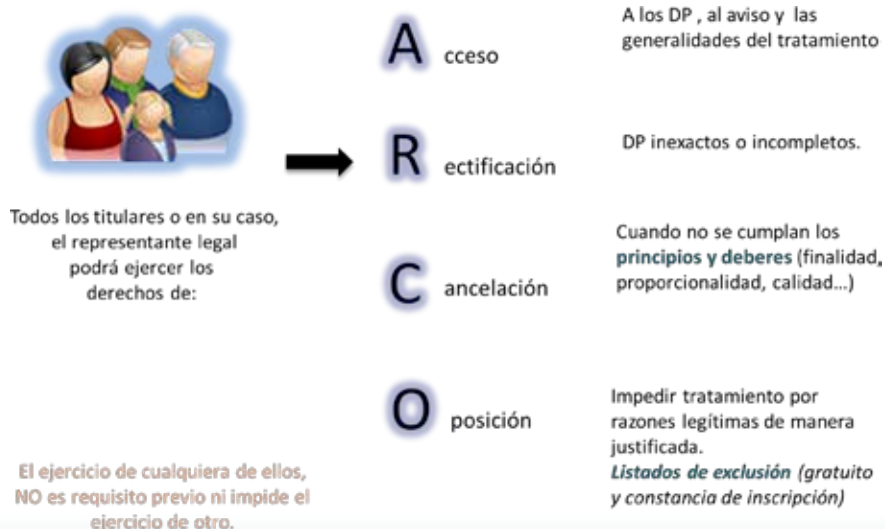 Todos los titulares o en su caso,
el representante legal
podrá ejercer los
derechos de:
El ejercicio de cualquiera de ellos,
NO es requisito previo ni impide el
ejercicio de otro.
A cceso
A los DP , al aviso y las
generalidades del tratamiento
R ectificación
DP inexactos o incompletos.
C ancelación
Cuando no se cumplan los
principios y deberes (finalidad,
proporcionalidad, calidad...)
O posición
Impedir tratamiento por
razones legítimas de manera
justificada.
Listados de exclusión (gratuito
y constancia de inscripción)